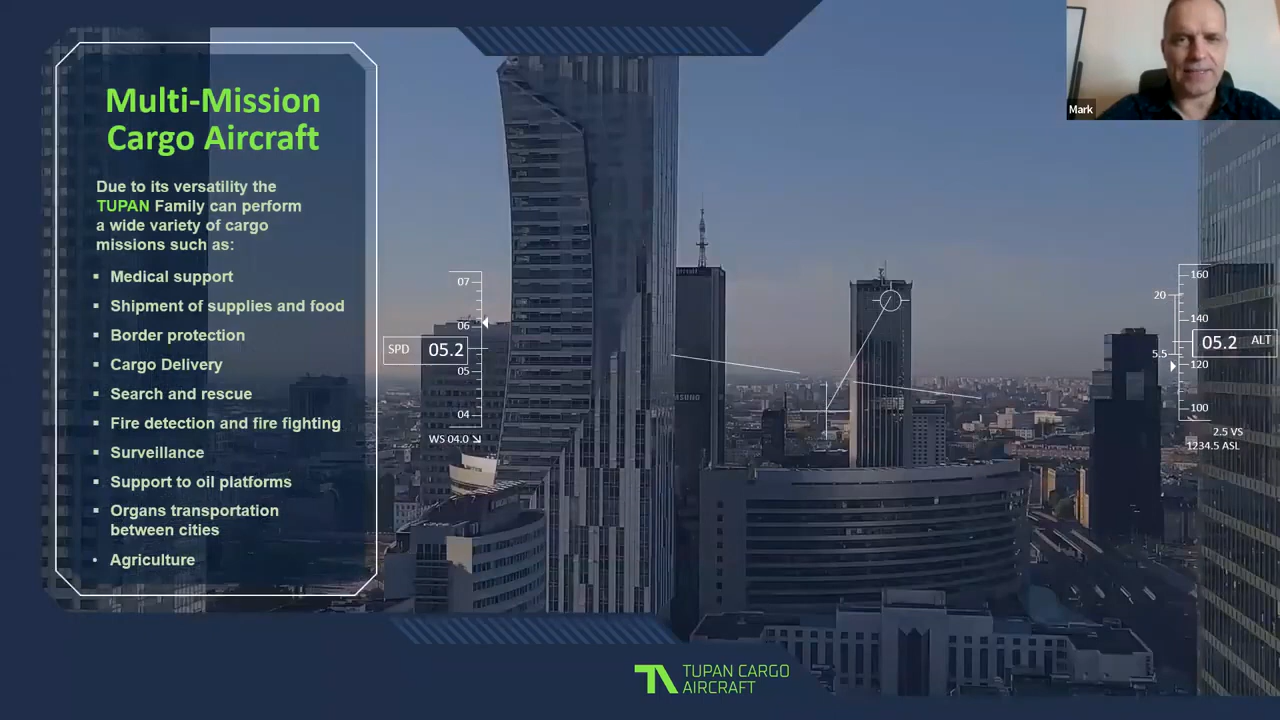 Multi-Mission
Cargo Aircraft
Due to its versatility the
TUPAN Family can perform
a wide variety of cargo
missions such as:
▪ Medical support
▪ Shipment of supplies and food
▪ Border protection
▪ Cargo Delivery
▪ Search and rescue
▪ Fire detection and fire fighting
▪ Surveillance
▪ Support to oil platforms
▪ Organs transportation
between cities
• Agriculture
07
06
SPD 05.2
05
04
WS 04.0
Mark
160
20
140
05.2 ALT
5.5
120
100
2.5 VS
1234.5 ASL
TUPAN CARGO
AIRCRAFT